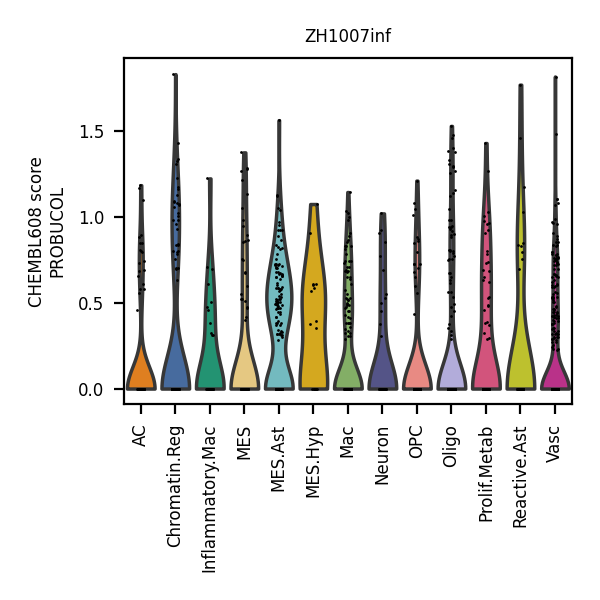 ZH1007inf
CHEMBL608 score
PROBUCOL
1.5
1.0
0.5
0.0
AC
Chromatin.Reg
Inflammatory.Mac
MES
MES.Ast
MES.Hyp
Mac
Neuron
OPC
Oligo
Prolif.Metab
Reactive.Ast
Vasc